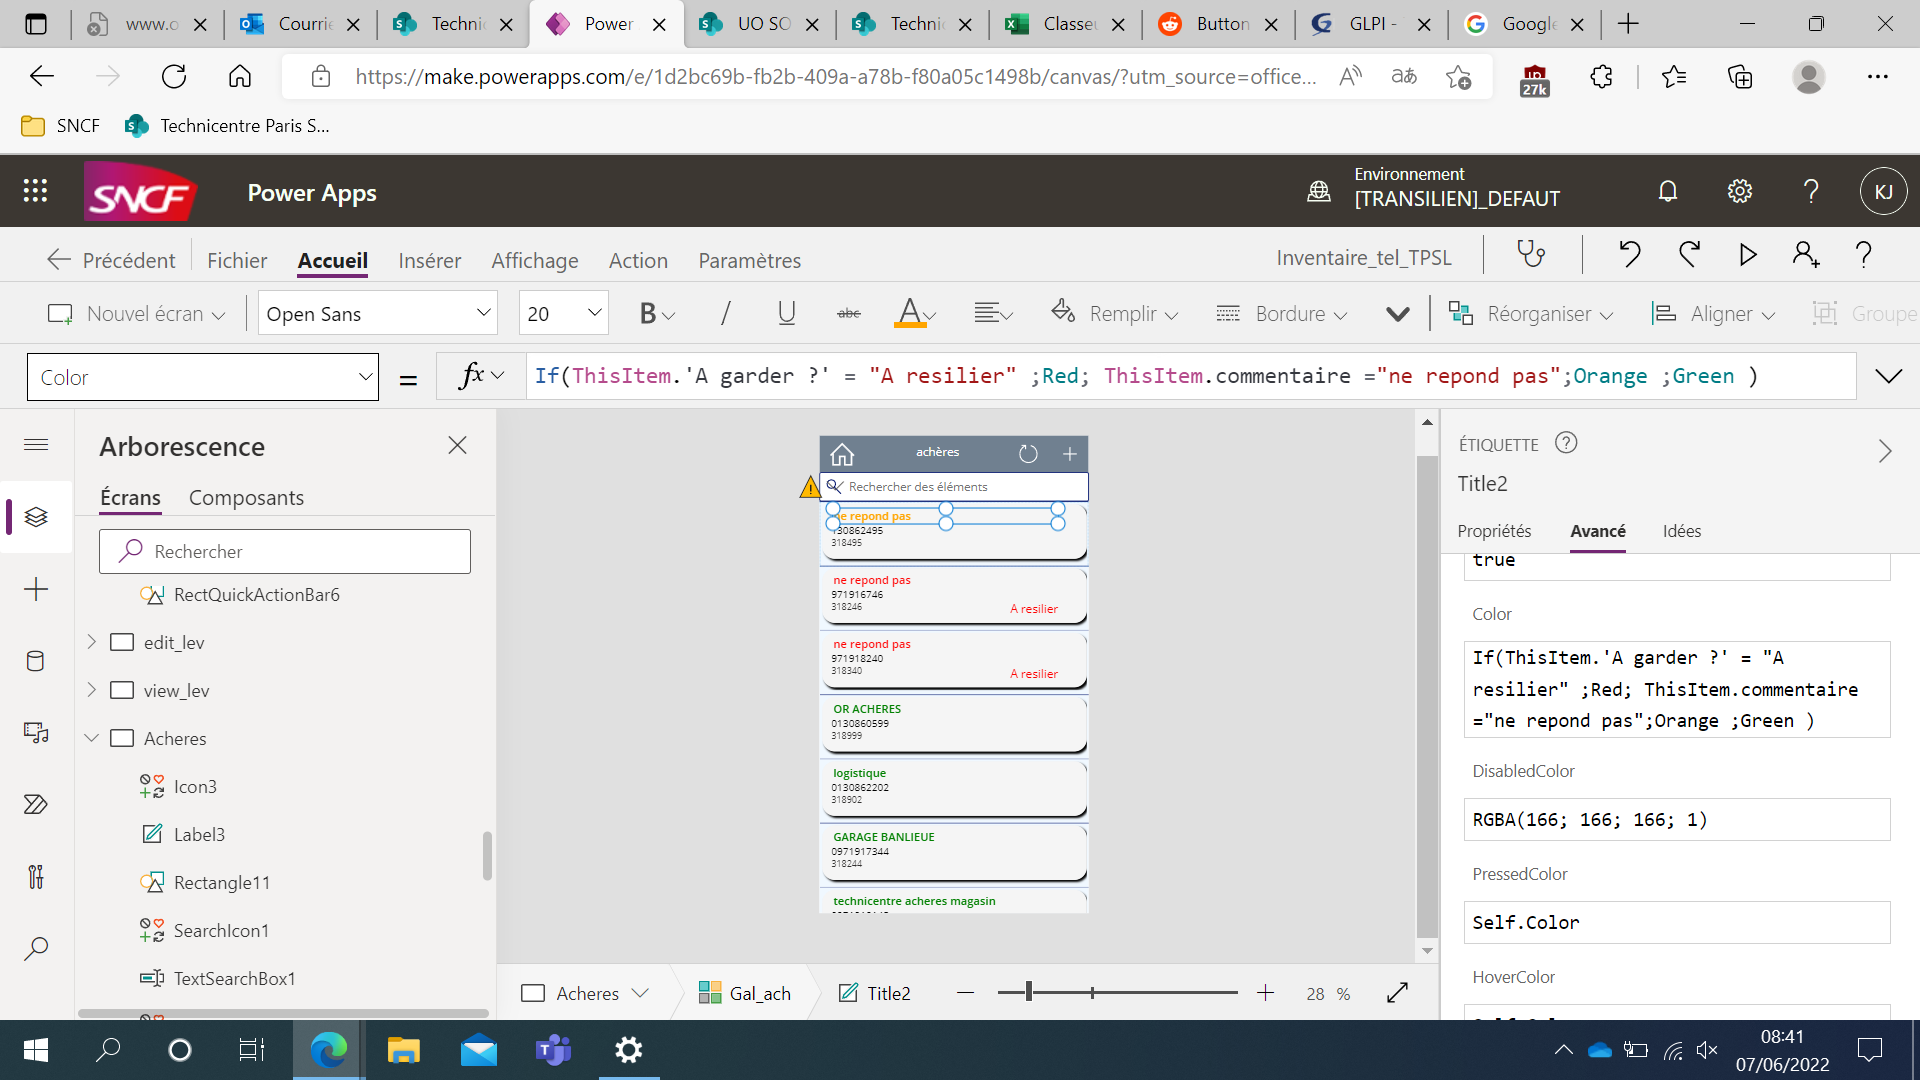 www.o
Courrie
Technic
Power
UO SO
Technic
Classeu
Button
GLPI -
Google
https://make.powerapps.com/e/1d2bc69b-fb2b-409a-a78b-f80a05c1498b/canvas/?utm_source=office...
27k
SNCF
Technicentre Paris S...
SNCF
Power Apps
Environnement
[TRANSILIEN]_DEFAUT
KJ
Précédent
Fichier
Accueil
Insérer
Affichage
Action
Paramètres
Inventaire_tel_TPSL
Nouvel écran
Open Sans
20
B
/
U
abc
A
Remplir
Bordure
Réorganiser
Aligner
Groupe
Color
=
fx
If(ThisItem.'A garder ?' = "A resilier" ;Red; ThisItem.commentaire ="ne repond pas";Orange ;Green )
Arborescence
Écrans
Composants
Rechercher
RectQuickActionBar6
edit_lev
view_lev
Acheres
Icon3
Label3
Rectangle11
SearchIcon1
TextSearchBox1
achères
Rechercher des éléments
ne repond pas
130862495
318495
ne repond pas
971916746
318246
A resilier
ne repond pas
971918240
318340
A resilier
OR ACHERES
0130860599
318999
logistique
0130862202
318902
GARAGE BANLIEUE
0971917344
318244
technicentre acheres magasin
Acheres
Gal_ach
Title2
28 %
ÉTIQUETTE
Title2
Propriétés
Avancé
Idées
true
Color
If(ThisItem.'A garder ?' = "A
resilier" ;Red; ThisItem.commentaire
="ne repond pas";Orange ;Green )
DisabledColor
RGBA(166; 166; 166; 1)
PressedColor
Self.Color
HoverColor
08:41
07/06/2022